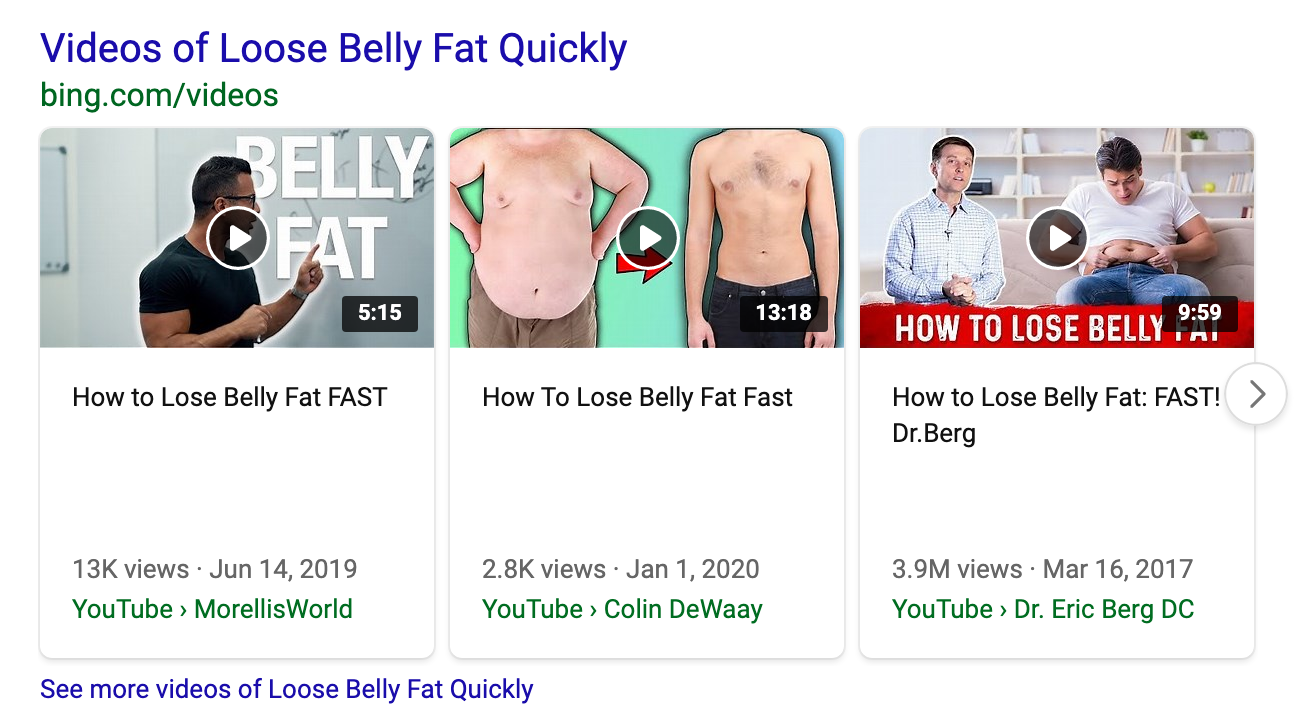 Videos of Loose Belly Fat Quickly
bing.com/videos
BELLY
FAT
5:15
13:18
9:59
HOW TO LOSE BELLY FAT
How to Lose Belly Fat FAST
How To Lose Belly Fat Fast
How to Lose Belly Fat: FAST!
Dr.Berg
13K views · Jun 14, 2019
YouTube › MorellisWorld
2.8K views · Jan 1, 2020
YouTube › Colin DeWaay
3.9M views · Mar 16, 2017
YouTube › Dr. Eric Berg DC
See more videos of Loose Belly Fat Quickly